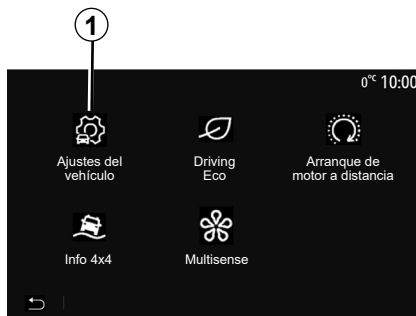 1
0°C 10:00
Ajustes del
vehículo
Driving
Eco
Arranque de
motor a distancia
Info 4x4
Multisense